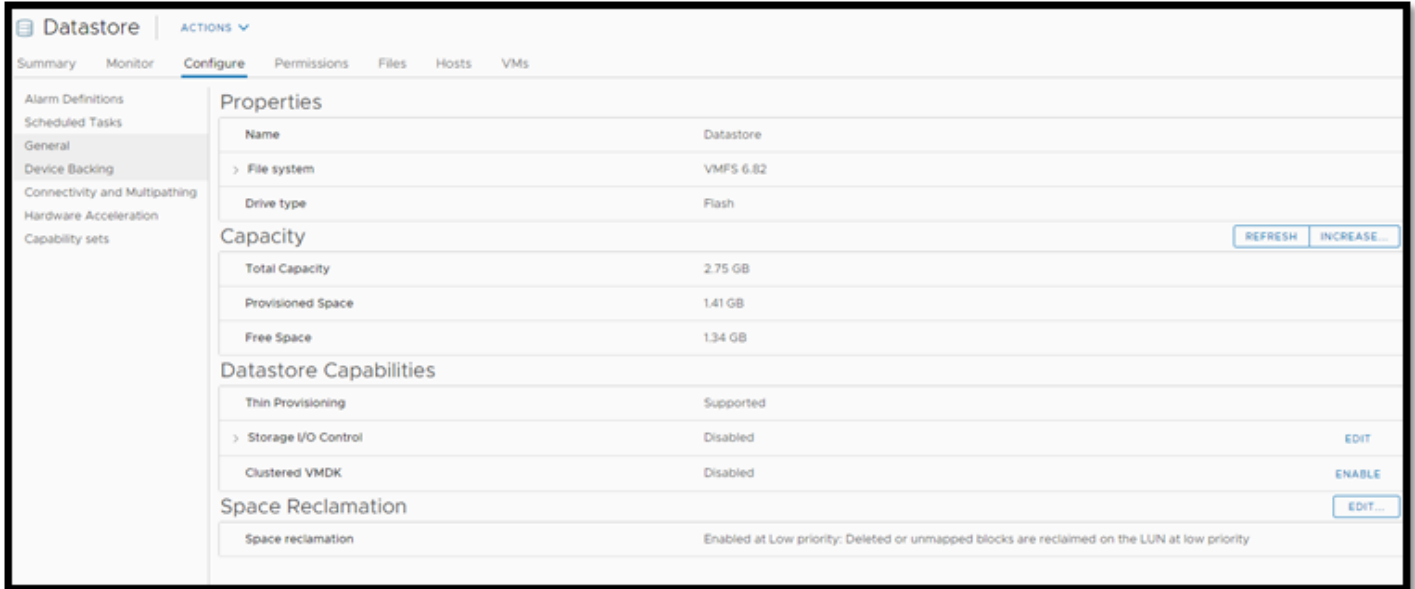 Datastore ACTIONS
Summary Monitor Configure Permissions Files Hosts VMs
Alarm Definitions
Scheduled Tasks
General
Device Backing
Connectivity and Multipathing
Hardware Acceleration
Capability sets
Properties
Name Datastore
> File system VMFS 6.82
Drive type Flash
Capacity REFRESH INCREASE...
Total Capacity 2.75 GB
Provisioned Space 1.41 GB
Free Space 1.34 GB
Datastore Capabilities
Thin Provisioning Supported
> Storage I/O Control Disabled EDIT
Clustered VMDK Disabled ENABLE
Space Reclamation EDIT...
Space reclamation Enabled at Low priority: Deleted or unmapped blocks are reclaimed on the LUN at low priority